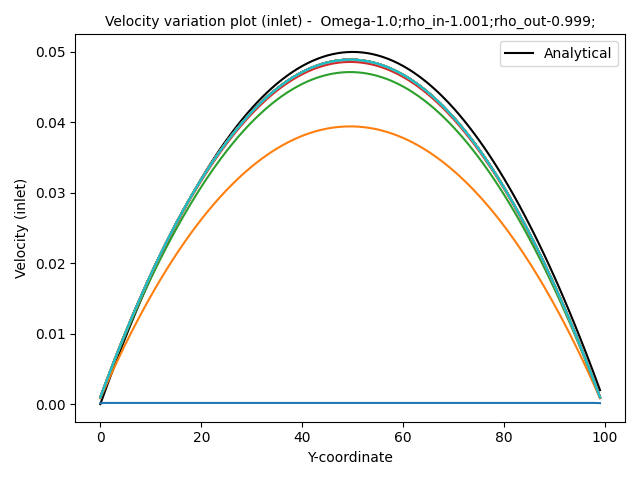 Velocity variation plot (inlet) - Omega-1.0;rho_in-1.001;rho_out-0.999;
Analytical
Velocity (inlet)
0.05
0.04
0.03
0.02
0.01
0.00
0 20 40 60 80 100
Y-coordinate